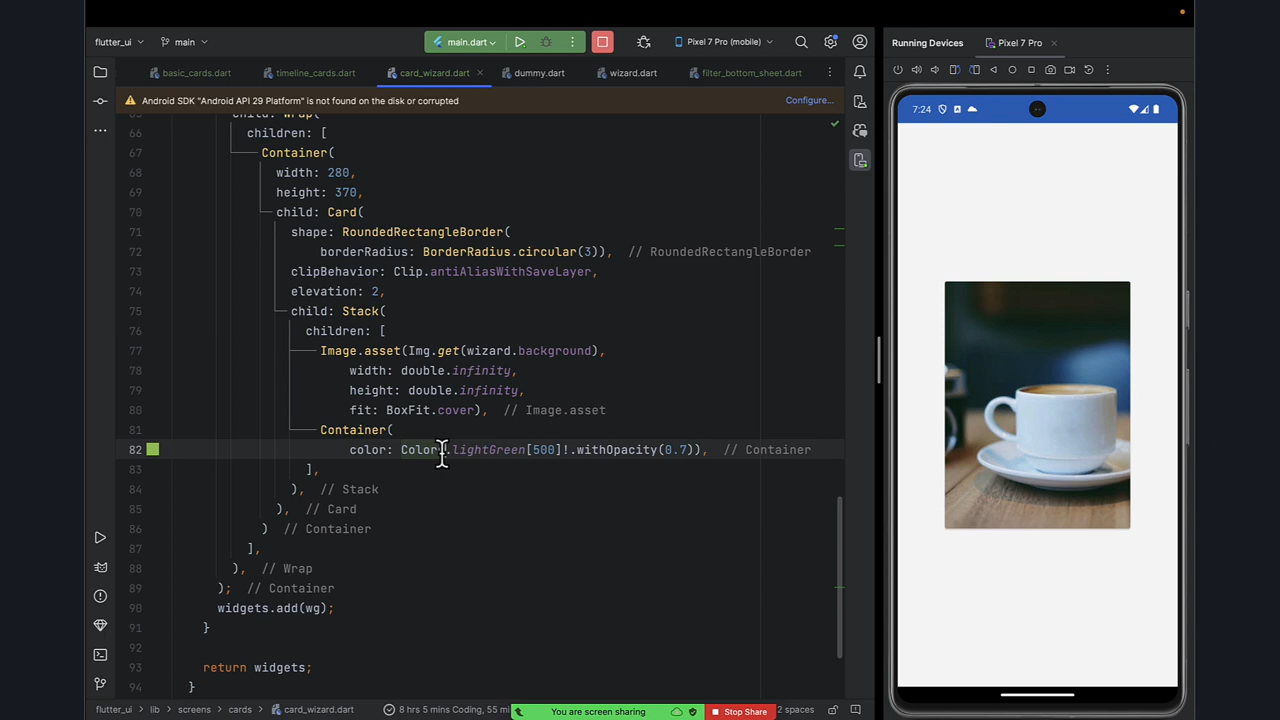 flutter_ui
main
main.dart
Pixel 7 Pro (mobile)
Running Devices
Pixel 7 Pro
basic_cards.dart
timeline_cards.dart
card_wizard.dart
dummy.dart
wizard.dart
filter_bottom_sheet.dart
Android SDK "Android API 29 Platform" is not found on the disk or corrupted
Configure...
7:24
66 children: [
67 Container(
68 width: 280,
69 height: 370,
70 child: Card(
71 shape: RoundedRectangleBorder(
72 borderRadius: BorderRadius.circular(3)), // RoundedRectangleBorder
73 clipBehavior: Clip.antiAliasWithSaveLayer,
74 elevation: 2,
75 child: Stack(
76 children: [
77 Image.asset(Img.get(wizard.background),
78 width: double.infinity,
79 height: double.infinity,
80 fit: BoxFit.cover), // Image.asset
81 Container(
82 color: Colors.lightGreen[500]!.withOpacity(0.7)), // Container
83 ],
84 ), // Stack
85 ), // Card
86 ) // Container
87 ],
88 ), // Wrap
89 ); // Container
90 widgets.add(wg);
91 }
92
93 return widgets;
94 }
flutter_ui > lib > screens > cards > card_wizard.dart
8 hrs 5 mins Coding, 55 mi
You are screen sharing
Stop Share
2 spaces